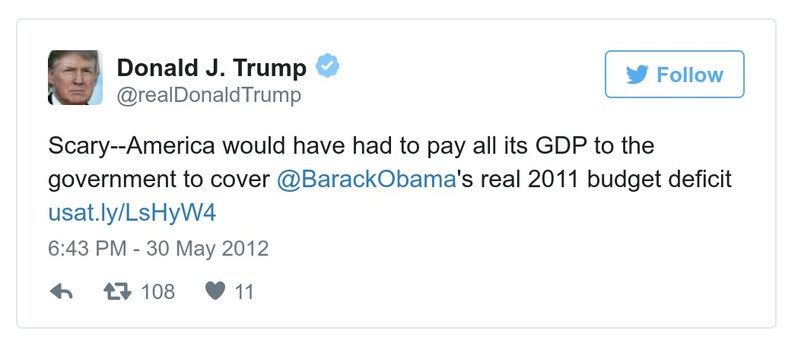 Donald J. Trump
@realDonaldTrump
Follow
Scary--America would have had to pay all its GDP to the
government to cover @BarackObama's real 2011 budget deficit
usat.ly/LsHyW4
6:43 PM - 30 May 2012
108 11